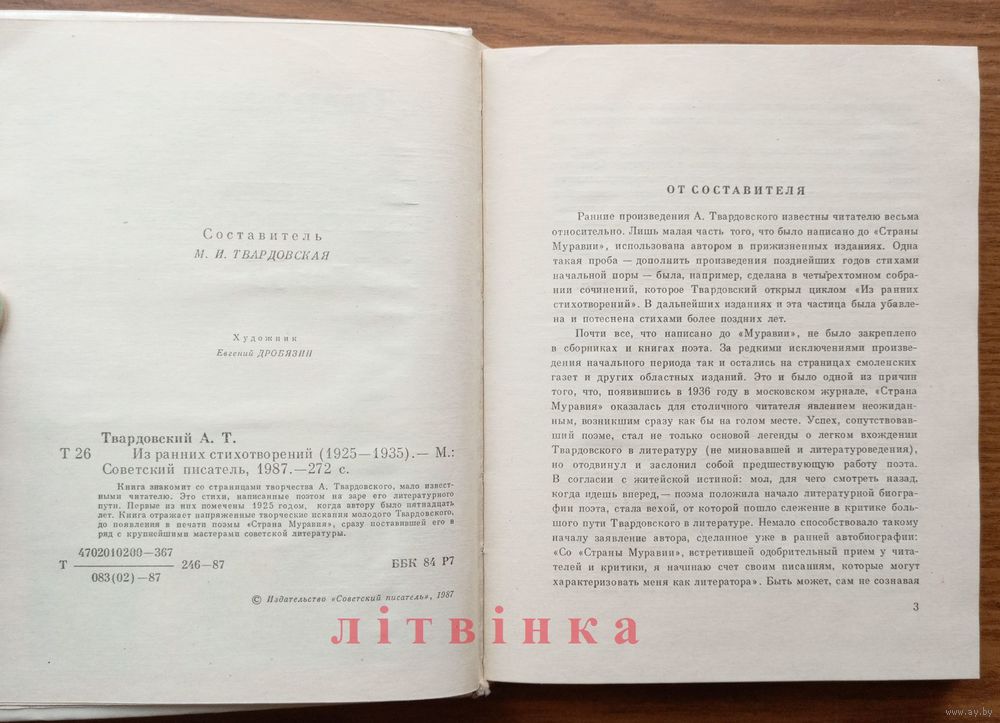 Составитель
М. И. ТВАРДОВСКАЯ
Художник
Евгений ДРОБЯЗИН
Твардовский А. Т.
Т 26 Из ранних стихотворений (1925—1935).— М.:
Советский писатель, 1987.—272 с.
Книга знакомит со страницами творчества А. Твардовского, мало извест-
ными читателю. Это стихи, написанные поэтом на заре его литературного
пути. Первые из них помечены 1925 годом, когда автору было пятнадцать
лет. Книга отражает напряженные творческие искания молодого Твардовского,
до появления в печати поэмы «Страна Муравия», сразу поставившей его в
ряд с крупнейшими мастерами советской литературы.
4702010200—367
Т 246—87 ББК 84 Р7
083(02)—87
© Издательство «Советский писатель», 1987
ОТ СОСТАВИТЕЛЯ
Ранние произведения А. Твардовского известны читателю весьма
относительно. Лишь малая часть того, что было написано до «Страны
Муравии», использована автором в прижизненных изданиях. Одна
такая проба — дополнить произведения позднейших годов стихами
начальной поры — была, например, сделана в четырехтомном собра-
нии сочинений, которое Твардовский открыл циклом «Из ранних
стихотворений». В дальнейших изданиях и эта частица была убавле-
на и потеснена стихами более поздних лет.
Почти все, что написано до «Муравии», не было закреплено
в сборниках и книгах поэта. За редкими исключениями произве-
дения начального периода так и остались на страницах смоленских
газет и других областных изданий. Это и было одной из причин
того, что, появившись в 1936 году в московском журнале, «Страна
Муравия» оказалась для столичного читателя явлением неожидан-
ным, возникшим сразу как бы на голом месте. Успех, сопутствовав-
ший поэме, стал не только основой легенды о легком вхождении
Твардовского в литературу (не миновавшей и литературоведения),
но отодвинул и заслонил собой предшествующую работу поэта.
В согласии с житейской истиной: мол, для чего смотреть назад,
когда идешь вперед,— поэма положила начало литературной биогра-
фии поэта, стала вехой, от которой пошло слежение в критике боль-
шого пути Твардовского в литературе. Немало способствовало такому
началу заявление автора, сделанное уже в ранней автобиографии:
«Со «Страны Муравии», встретившей одобрительный прием у чита-
телей и критики, я начинаю счет своим писаниям, которые могут
характеризовать меня как литератора». Быть может, сам не сознавая
3
літвінка
www.ay.by